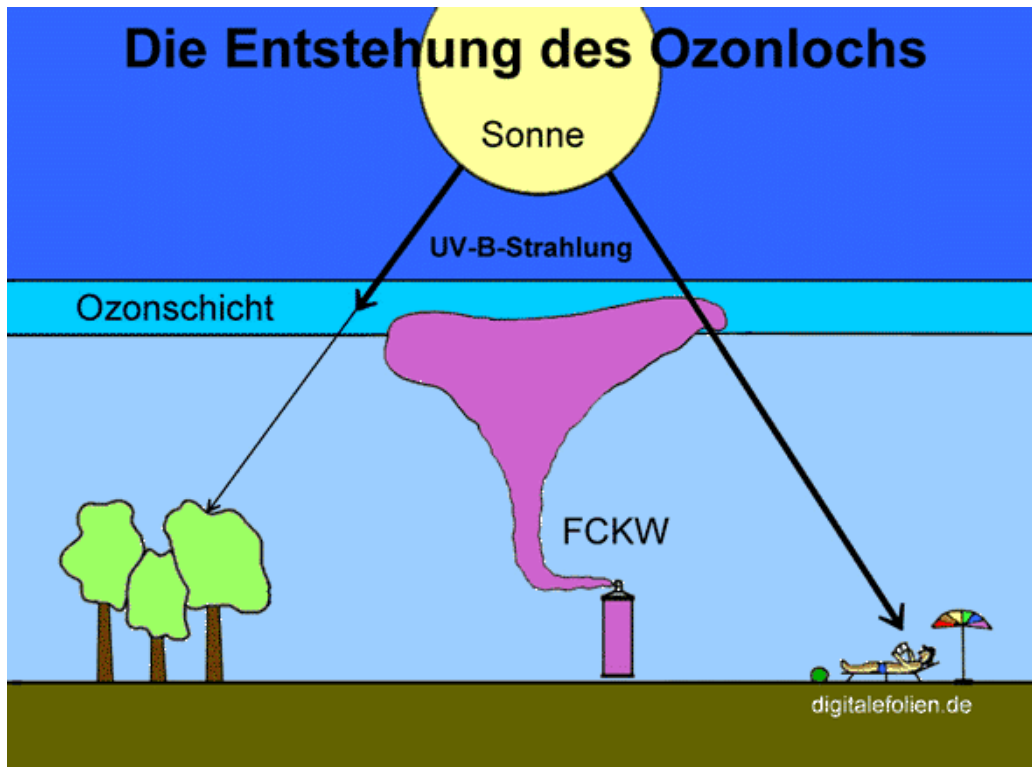 Die Entstehung des Ozonlochs
Sonne
UV-B-Strahlung
Ozonschicht
FCKW
digitalefolien.de